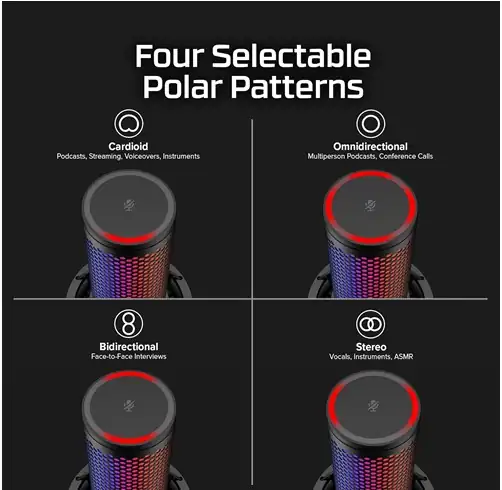 Four Selectable
Polar Patterns
Cardioid
Podcasts, Streaming, Voiceovers, Instruments
Omnidirectional
Multiperson Podcasts, Conference Calls
Bidirectional
Face-to-Face Interviews
Stereo
Vocals, Instruments, ASMR